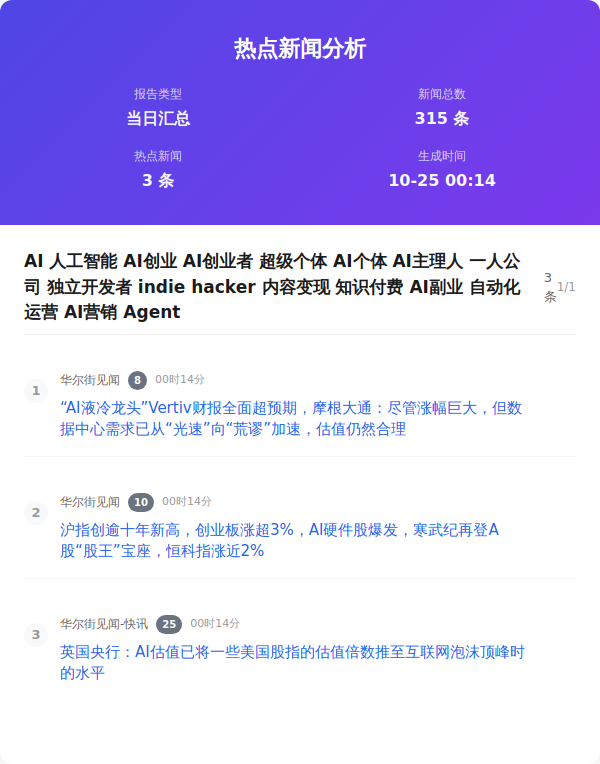 热点新闻分析
报告类型
新闻总数
当日汇总
315 条
热点新闻
生成时间
3 条
10-25 00:14
AI 人工智能 AI创业 AI创业者 超级个体 AI个体 AI主理人 一人公
司 独立开发者 indie hacker 内容变现 知识付费 AI副业 自动化
运营 AI营销 Agent
3
条
1/1
1
华尔街见闻 8 00时14分
“AI液冷龙头”Vertiv财报全面超预期，摩根大通：尽管涨幅巨大，但数
据中心需求已从“光速”向“荒谬”加速，估值仍然合理
2
华尔街见闻 10 00时14分
沪指创逾十年新高，创业板涨超3%，AI硬件股爆发，寒武纪再登A
股“股王”宝座，恒科指涨近2%
3
华尔街见闻-快讯 25 00时14分
英国央行：AI估值已将一些美国股指的估值倍数推至互联网泡沫顶峰时
的水平